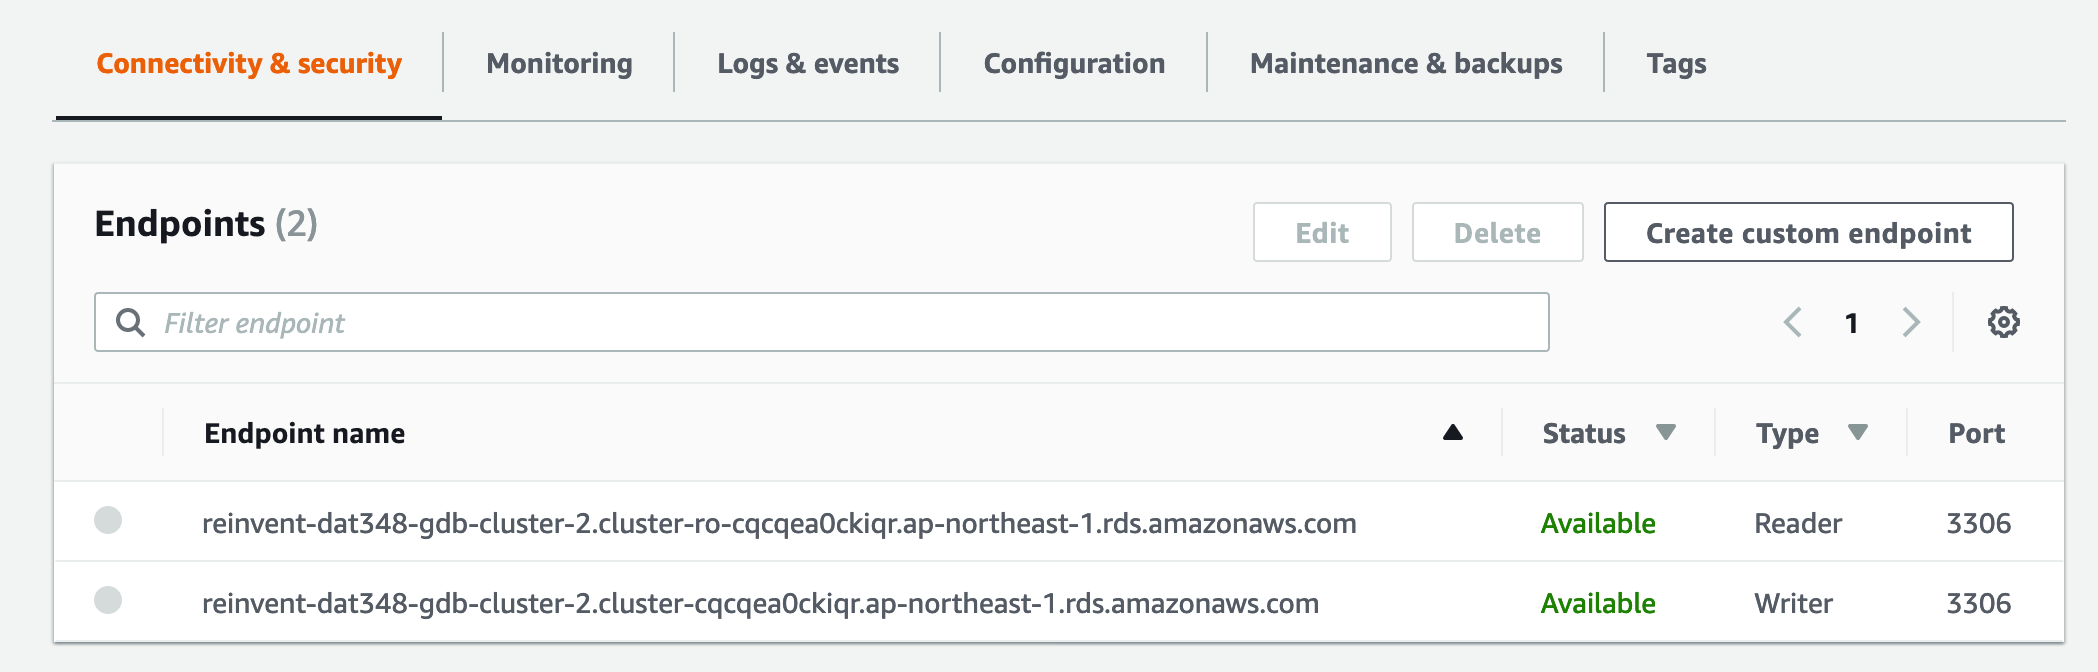 Connectivity & security Monitoring Logs & events Configuration Maintenance & backups Tags
Endpoints (2) Edit Delete Create custom endpoint
Filter endpoint 1
Endpoint name Status Type Port
reinvent-dat348-gdb-cluster-2.cluster-ro-cqcqea0ckiqr.ap-northeast-1.rds.amazonaws.com Available Reader 3306
reinvent-dat348-gdb-cluster-2.cluster-cqcqea0ckiqr.ap-northeast-1.rds.amazonaws.com Available Writer 3306